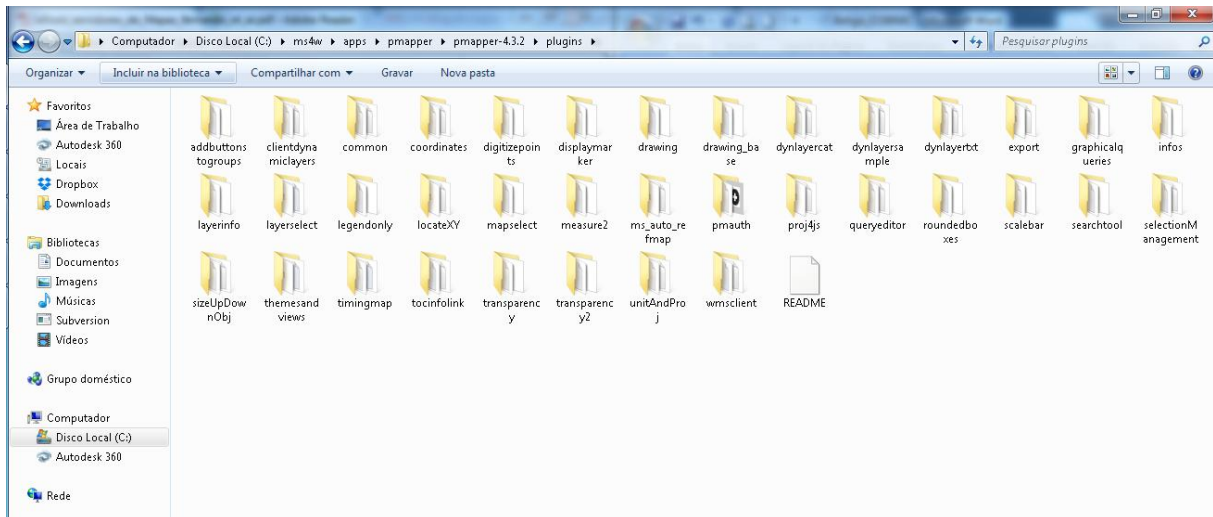 Computador ▸ Disco Local (C:) ▸ ms4w ▸ apps ▸ pmapper ▸ pmapper-4.3.2 ▸ plugins ▸
Pesquisar plugins
Organizar
Incluir na biblioteca
Compartilhar com
Gravar
Nova pasta
Favoritos
Área de Trabalho
Autodesk 360
Locais
Dropbox
Downloads
Bibliotecas
Documentos
Imagens
Músicas
Subversion
Vídeos
Grupo doméstico
Computador
Disco Local (C:)
Autodesk 360
Rede
addbuttons
togroups
clientdyna
miclayers
common
coordinates
digitizepoin
ts
displaymar
ker
drawing
drawing_ba
se
dynlayercat
dynlayersa
mple
dynlayertxt
export
graphicalq
ueries
infos
layerinfo
layerselect
legendonly
locateXY
mapselect
measure2
ms_auto_re
fmap
pmauth
proj4js
queryeditor
roundedbo
xes
scalebar
searchtool
selectionM
anagement
sizeUpDow
nObj
themesand
views
timingmap
tocinfolink
transparenc
y
transparenc
y2
unitAndPro
j
wmsclient
README